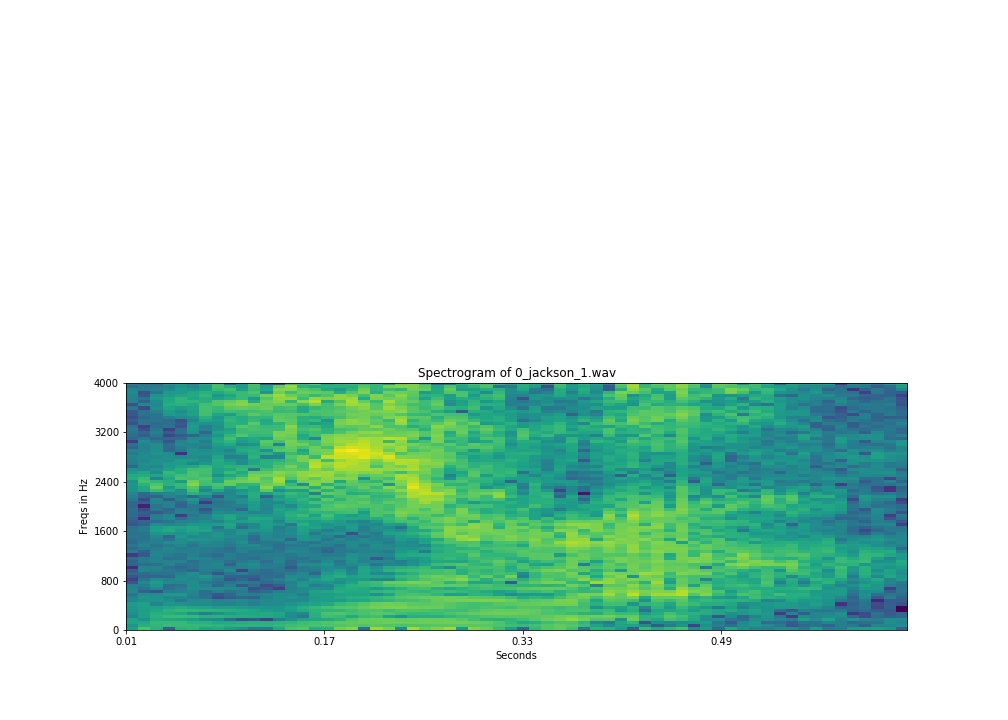 Spectrogram of 0_jackson_1.wav
4000
3200
2400
1600
800
0
Freqs in Hz
0.01 0.17 0.33 0.49
Seconds